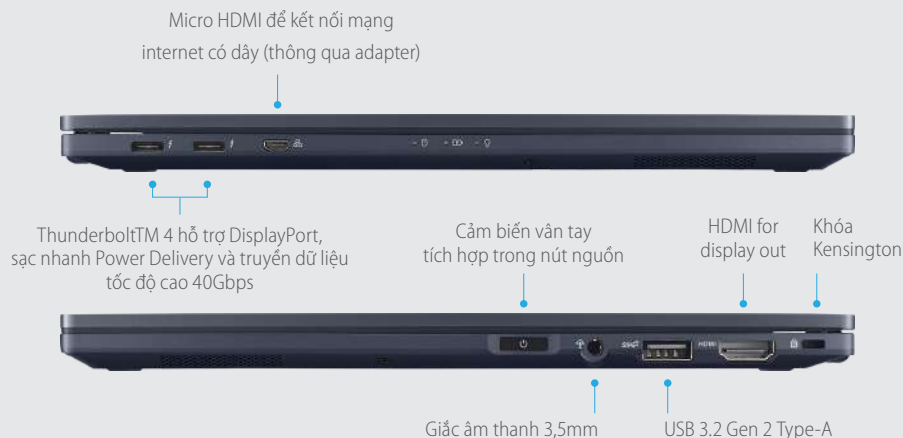 Micro HDMI để kết nối mạng
internet có dây (thông qua adapter)
ThunderboltTM 4 hỗ trợ DisplayPort,
sạc nhanh Power Delivery và truyền dữ liệu
tốc độ cao 40Gbps
Cảm biến vân tay
tích hợp trong nút nguồn
HDMI for
display out
Khóa
Kensington
HDMI
Giắc âm thanh 3,5mm
USB 3.2 Gen 2 Type-A